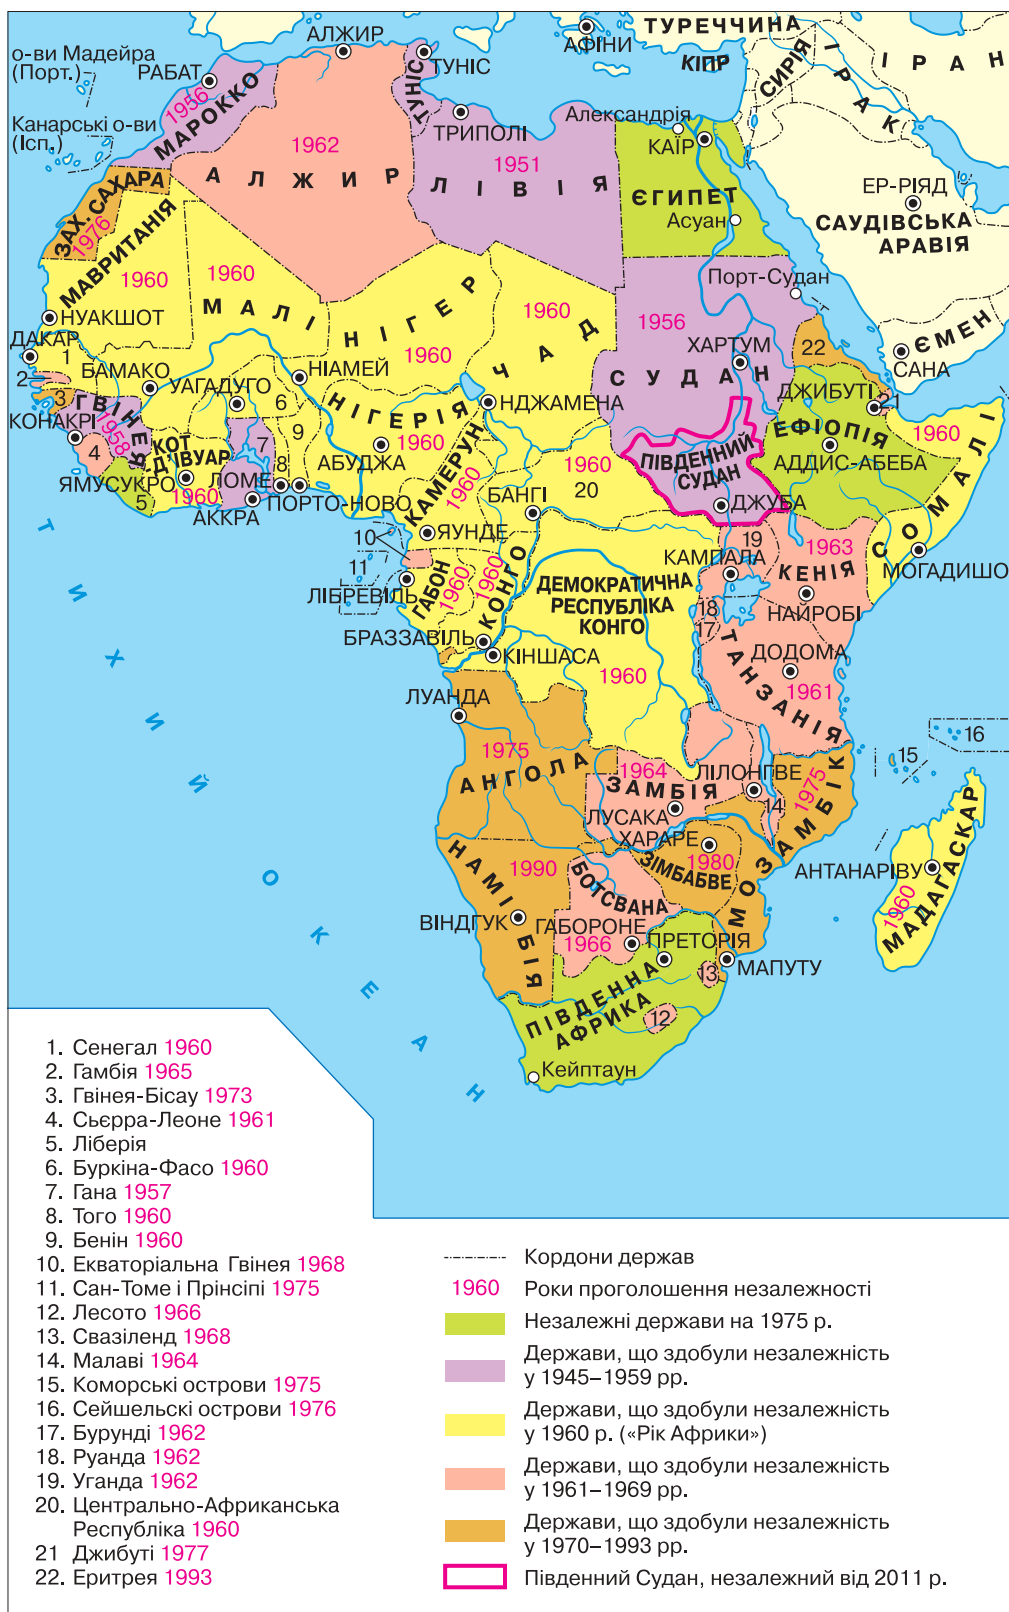 о-ви Мадейра
(Порт.)
Канарські о-ви
(Ісп.)
АЛЖИР
РАБАТ
1956
МАРОККО
ТУНІС
ТУНІС
ТРИПОЛІ
АФІНИ
ТУРЕЧЧИНА
КІПР
СИРІЯ
ІРАК
ІРАН
Александрія
КАЇР
1962
АЛЖИР
1951
ЛІВІЯ
ЄГИПЕТ
Асуан
ЕР-РІЯД
САУДІВСЬКА
АРАВІЯ
ЗАХ. САХАРА
1976
МАВРИТАНІЯ
1960
1960
МАЛІ
НІГЕР
1960
1960
ЧАД
1956
СУДАН
ХАРТУМ
Порт-Судан
ЄМЕН
САНА
НУАКШОТ
ДАКАР
1
2
3
БАМАКО
УАГАДУГО
НІАМЕЙ
6
НІГЕРІЯ
НДЖАМЕНА
22
ДЖИБУТІ
21
ГВІНЕЯ
1958
КОНАКРІ
4
КОТ
Д'ІВУАР
7
8
9
АБУДЖА
1960
ЯМУСУКРО
5
1960
ЛОМЕ
АККРА
ПОРТО-НОВО
КАМЕРУН
1960
1960
20
БАНГІ
ПІВДЕННИЙ
СУДАН
ДЖУБА
ЕФІОПІЯ
АДДИС-АБЕБА
1960
СОМАЛІ
МОГАДИШО
10
ЯУНДЕ
11
ЛІБРЕВІЛЬ
ГАБОН
1960
1960
КОНГО
БРАЗЗАВІЛЬ
КІНШАСА
ДЕМОКРАТИЧНА
РЕСПУБЛІКА
КОНГО
1960
19
КАМПАЛА
1963
КЕНІЯ
НАЙРОБІ
18
17
ТАНЗАНІЯ
ДОДОМА
1961
ЛУАНДА
1975
АНГОЛА
1964
ЗАМБІЯ
ЛУСАКА
ЛІЛОНГВЕ
14
1975
МОЗАМБІК
15
16
ХАРАРЕ
1980
ЗІМБАБВЕ
МАДАГАСКАР
АНТАНАРІВУ
1960
НАМІБІЯ
1990
ВІНДГУК
БОТСВАНА
ГАБОРОНЕ
1966
ПРЕТОРІЯ
13
МАПУТУ
ПІВДЕННА
АФРИКА
12
Кейптаун
ТИХИЙ ОКЕАН
1. Сенегал 1960
2. Гамбія 1965
3. Гвінея-Бісау 1973
4. Сьєрра-Леоне 1961
5. Ліберія
6. Буркіна-Фасо 1960
7. Гана 1957
8. Того 1960
9. Бенін 1960
10. Екваторіальна Гвінея 1968
11. Сан-Томе і Прінсіпі 1975
12. Лесото 1966
13. Свазіленд 1968
14. Малаві 1964
15. Коморські острови 1975
16. Сейшельскі острови 1976
17. Бурунді 1962
18. Руанда 1962
19. Уганда 1962
20. Центрально-Африканська
Республіка 1960
21 Джибуті 1977
22. Еритрея 1993
Кордони держав
1960 Роки проголошення незалежності
Незалежні держави на 1975 р.
Держави, що здобули незалежність
у 1945–1959 рр.
Держави, що здобули незалежність
у 1960 р. («Рік Африки»)
Держави, що здобули незалежність
у 1961–1969 рр.
Держави, що здобули незалежність
у 1970–1993 рр.
Південний Судан, незалежний від 2011 р.